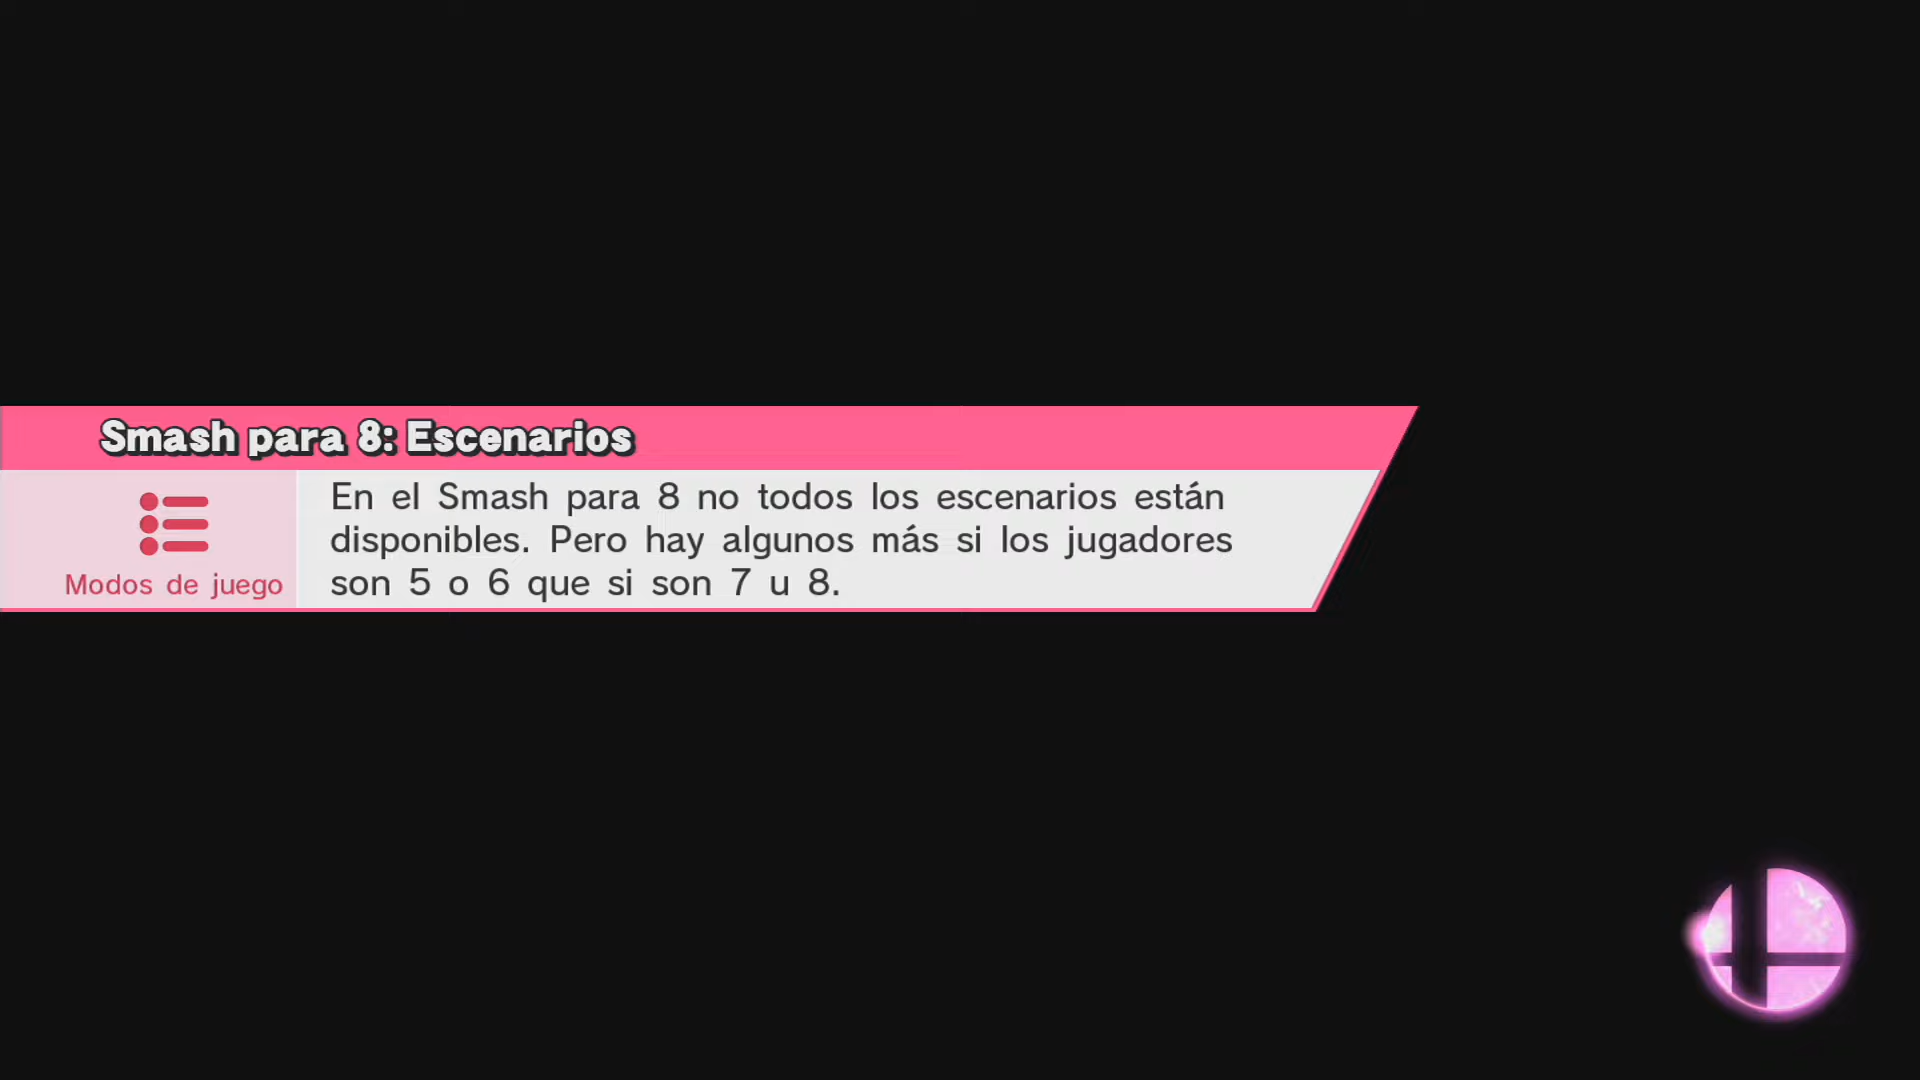 Smash para 8: Escenarios
Modos de juego
En el Smash para 8 no todos los escenarios están
disponibles. Pero hay algunos más si los jugadores
son 5 o 6 que si son 7 u 8.